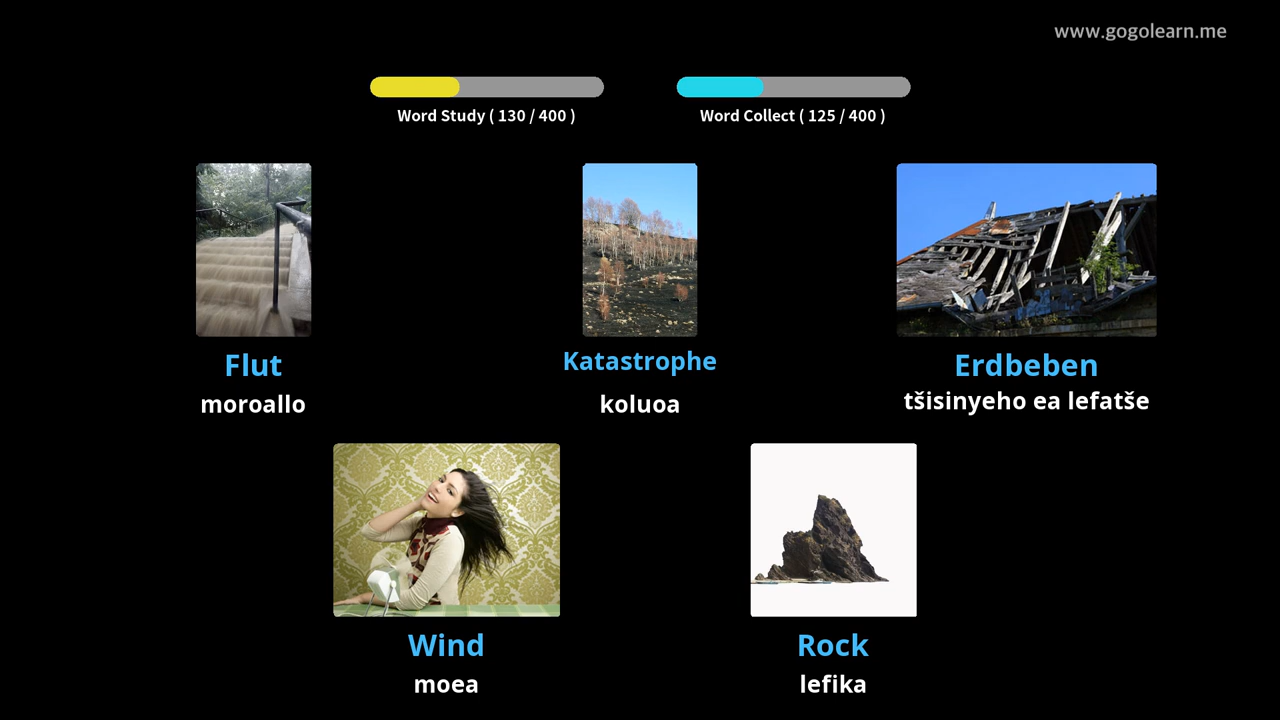 www.gogolearn.me
Word Study ( 130 / 400 )
Word Collect ( 125 / 400 )
Flut
moroallo
Katastrophe
koluoa
Erdbeben
tšisinyeho ea lefatše
Wind
moea
Rock
lefika